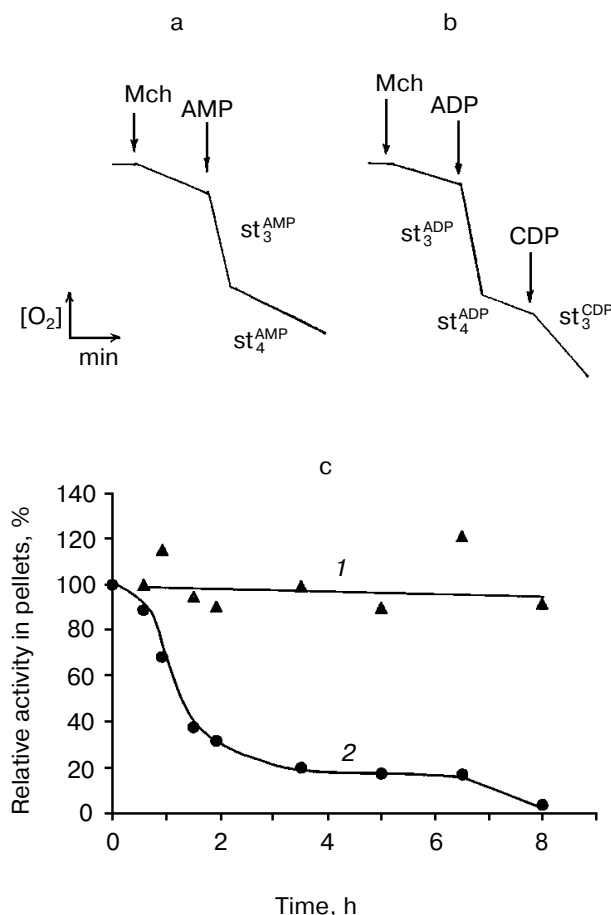 a
b
Mch
AMP
Mch
ADP
CDP
st₃ᴬᴹᴾ
st₄ᴬᴹᴾ
st₃ᴬᴰᴾ
st₄ᴬᴰᴾ
st₃ᶜᴰᴾ
[O₂]
min
c
Relative activity in pellets, %
140
120
100
80
60
40
20
0
1
2
0
2
4
6
8
Time, h